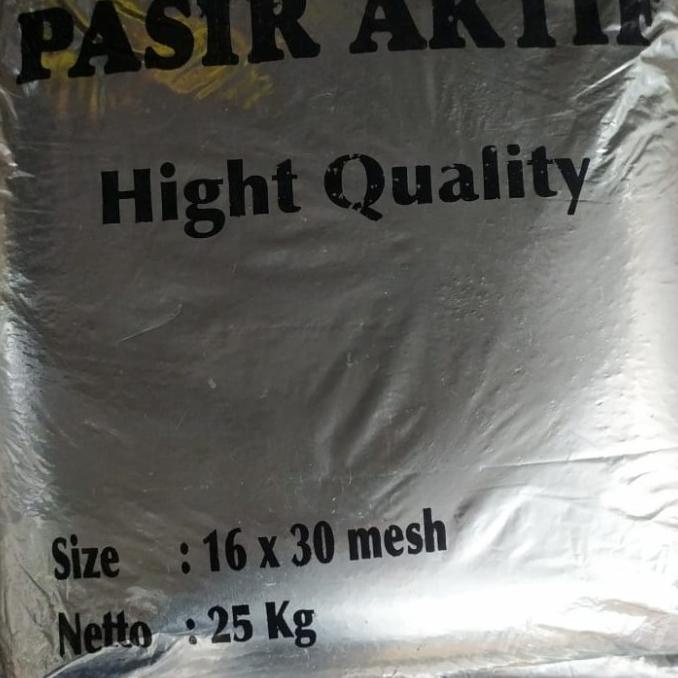 PASIR AKTIF
Hight Quality
Size : 16 x 30 mesh
Netto : 25 Kg